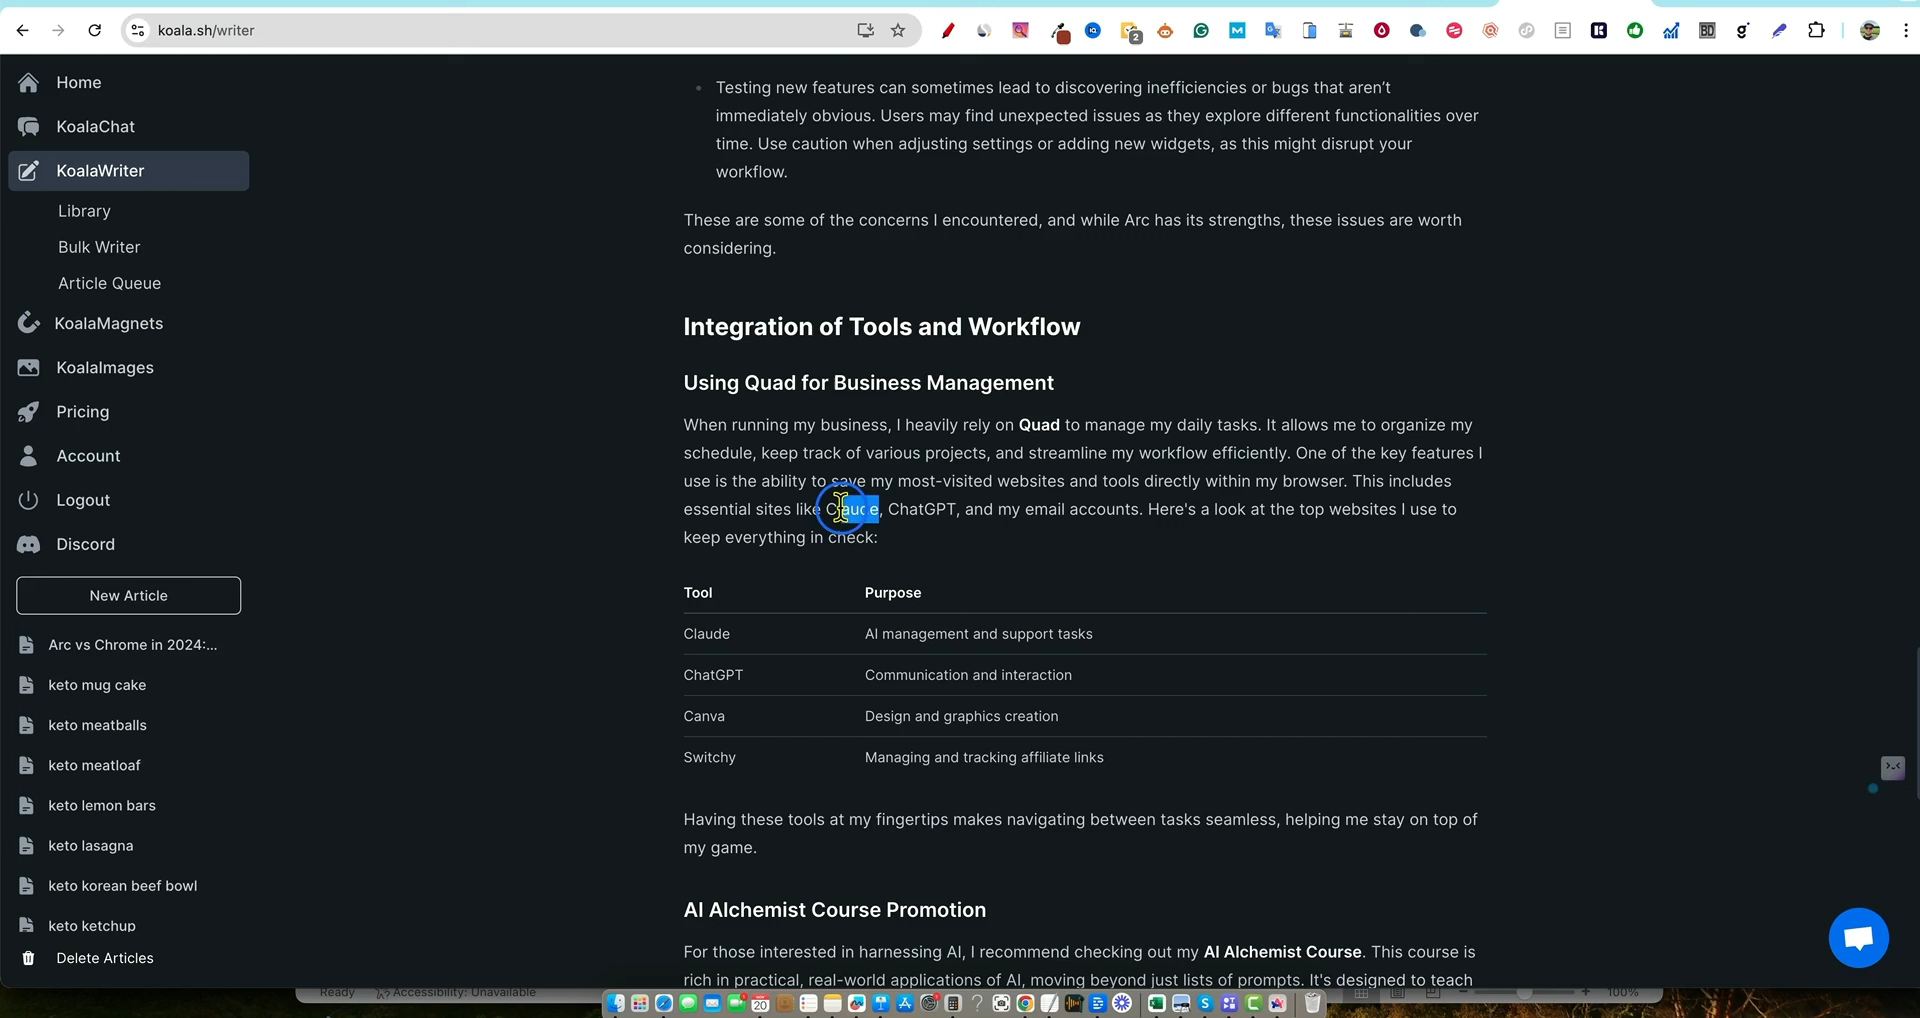 koala.sh/writer
2
BD
Home
KoalaChat
KoalaWriter
Library
Bulk Writer
Article Queue
KoalaMagnets
KoalaImages
Pricing
Account
Logout
Discord
New Article
Arc vs Chrome in 2024:...
keto mug cake
keto meatballs
keto meatloaf
keto lemon bars
keto lasagna
keto korean beef bowl
keto ketchup
Delete Articles
Testing new features can sometimes lead to discovering inefficiencies or bugs that aren’t
immediately obvious. Users may find unexpected issues as they explore different functionalities over
time. Use caution when adjusting settings or adding new widgets, as this might disrupt your
workflow.
These are some of the concerns I encountered, and while Arc has its strengths, these issues are worth
considering.
Integration of Tools and Workflow
Using Quad for Business Management
When running my business, I heavily rely on Quad to manage my daily tasks. It allows me to organize my
schedule, keep track of various projects, and streamline my workflow efficiently. One of the key features I
use is the ability to save my most-visited websites and tools directly within my browser. This includes
essential sites like Claude, ChatGPT, and my email accounts. Here's a look at the top websites I use to
keep everything in check:
Tool Purpose
Claude AI management and support tasks
ChatGPT Communication and interaction
Canva Design and graphics creation
Switchy Managing and tracking affiliate links
Having these tools at my fingertips makes navigating between tasks seamless, helping me stay on top of
my game.
AI Alchemist Course Promotion
For those interested in harnessing AI, I recommend checking out my AI Alchemist Course. This course is
rich in practical, real-world applications of AI, moving beyond just lists of prompts. It's designed to teach
Ready Accessibility: Unavailable
100%
20